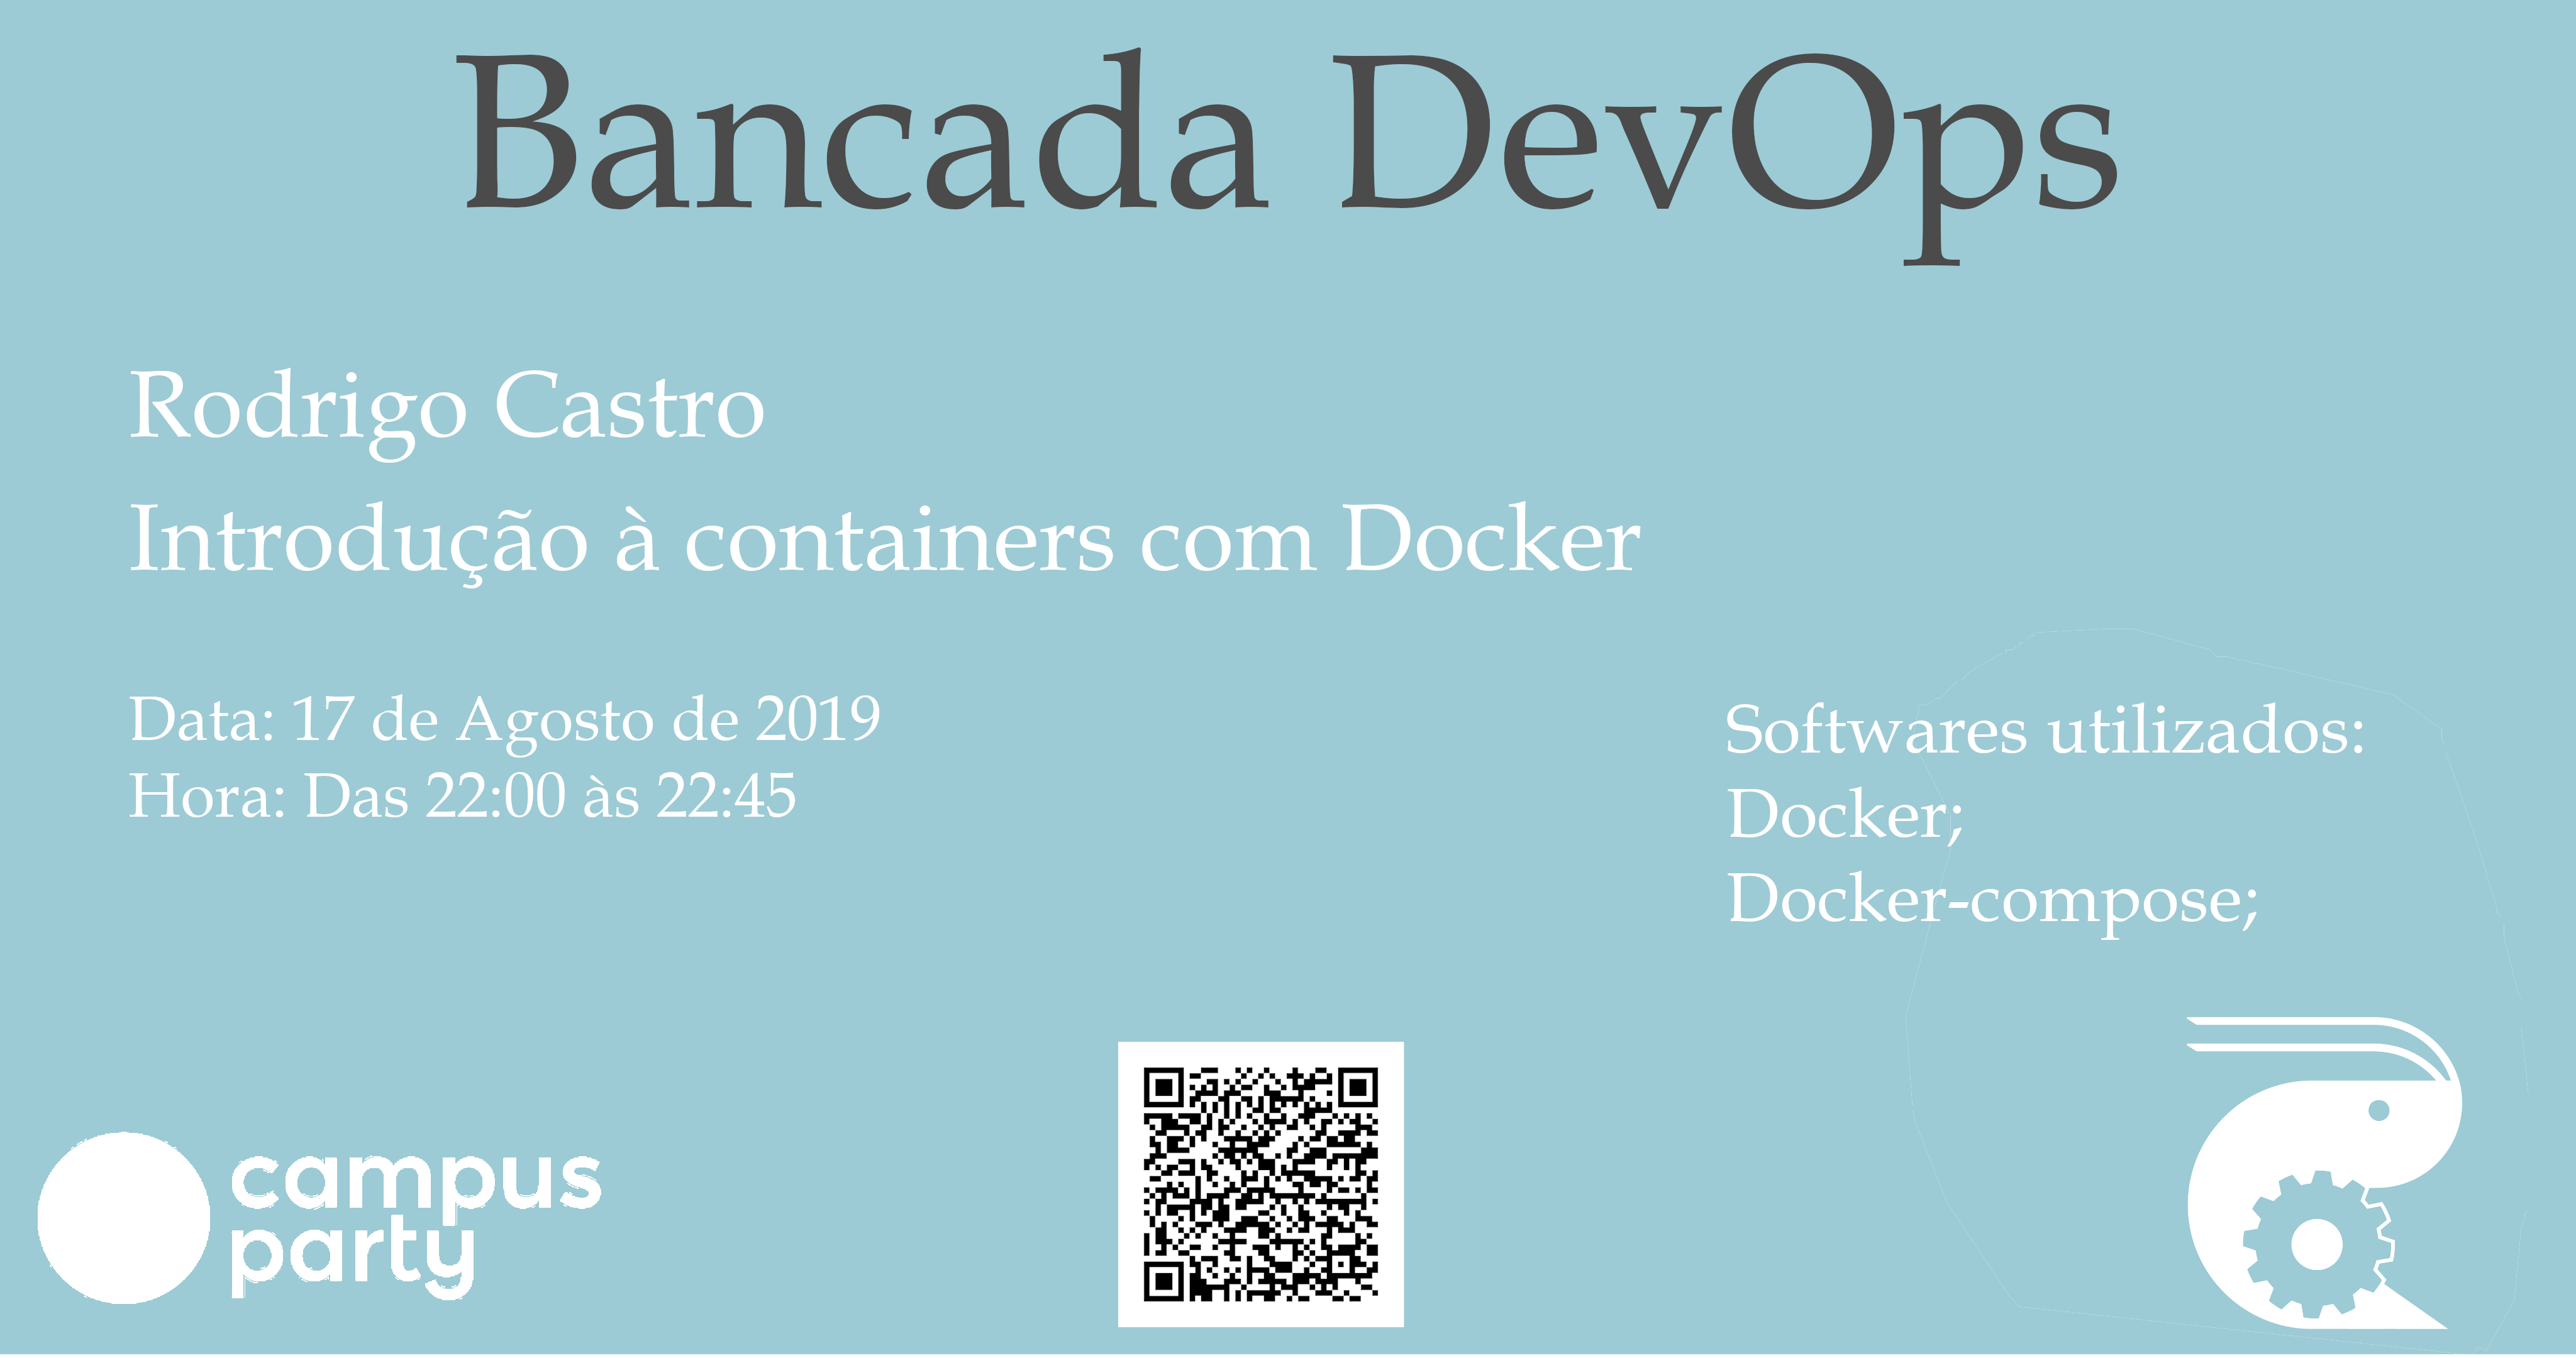 Bancada DevOps
Rodrigo Castro
Introdução à containers com Docker
Data: 17 de Agosto de 2019
Hora: Das 22:00 às 22:45
Softwares utilizados:
Docker;
Docker-compose;
campus
party